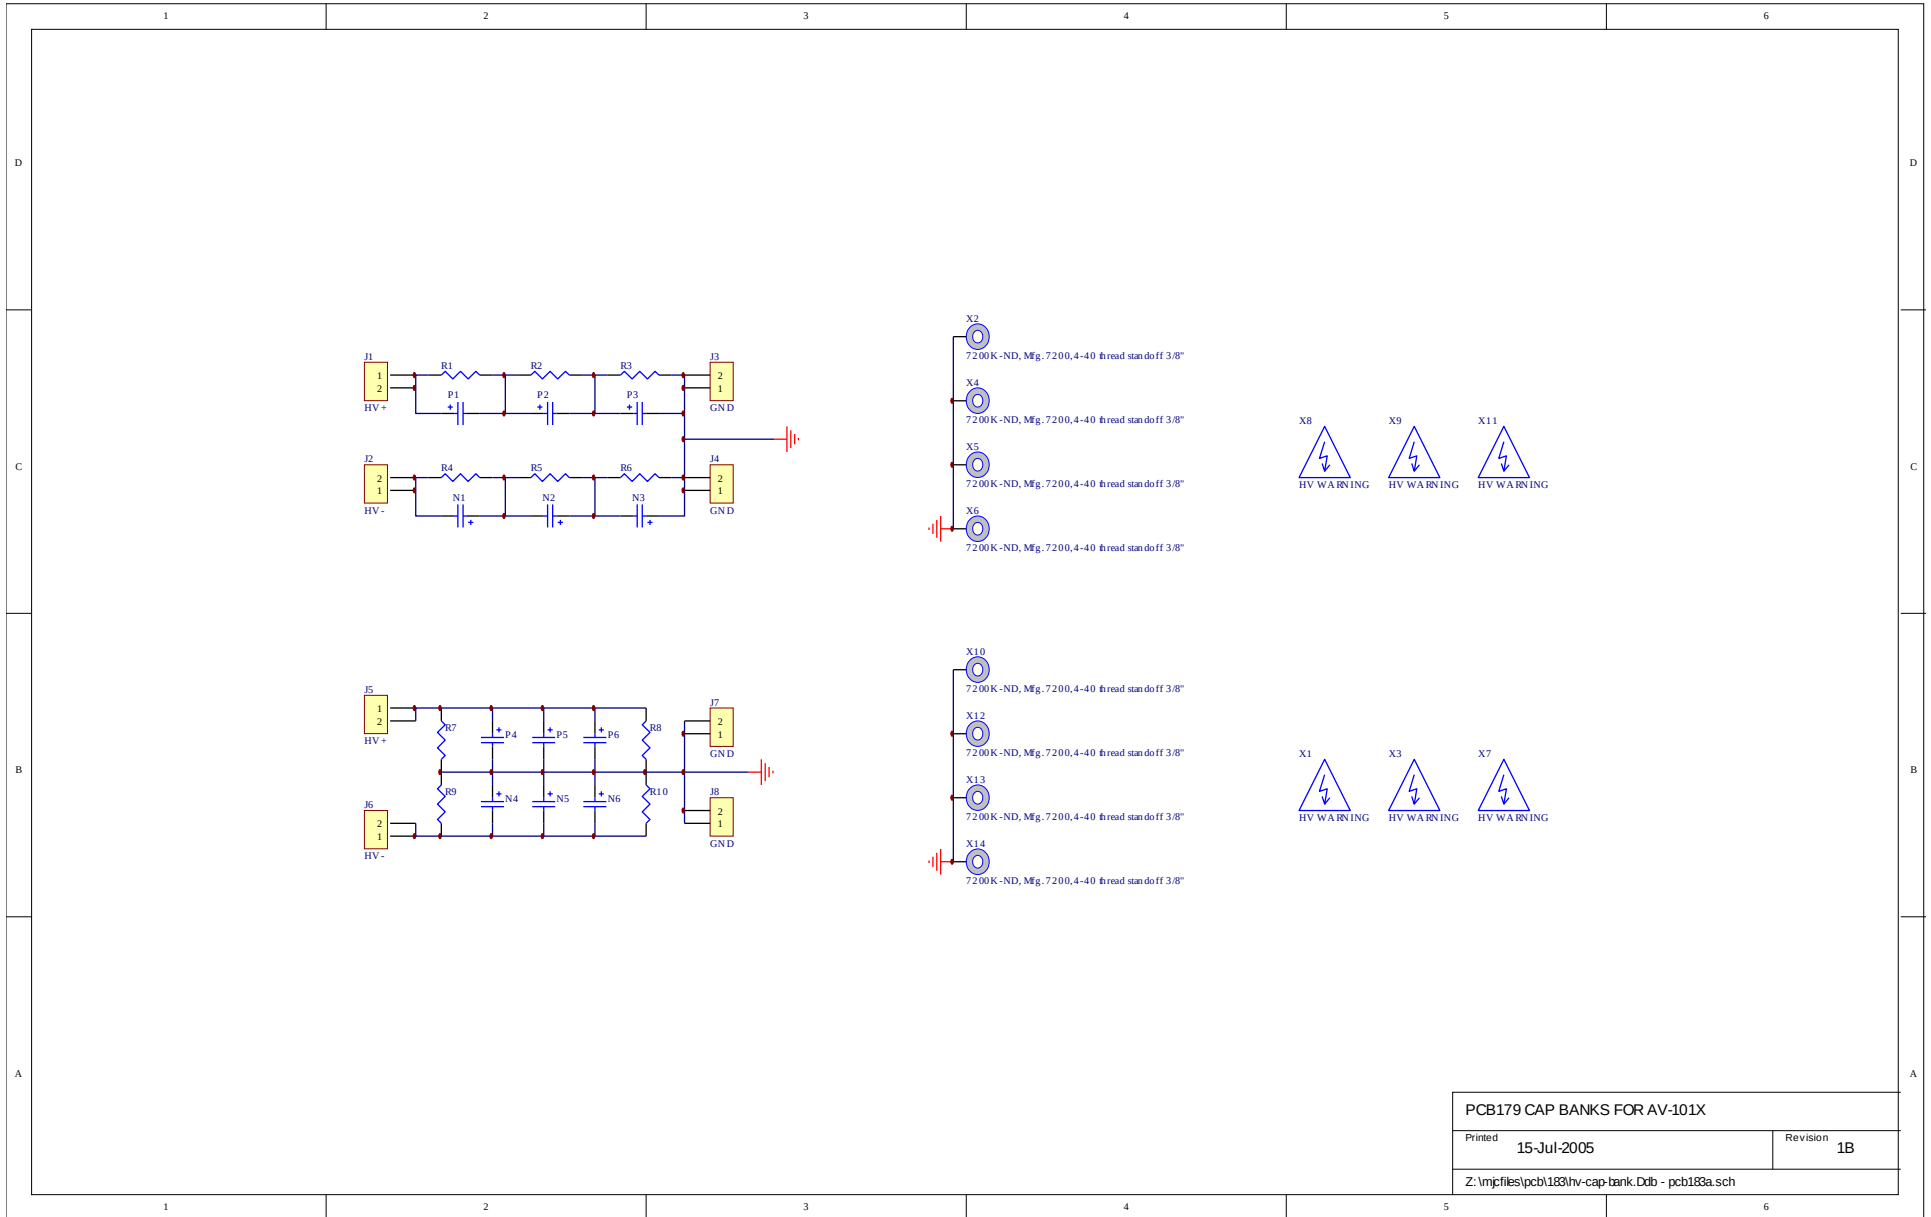 1 2 3 4 5 6
D D
J1 R1 R2 R3 J3
1 2
2 1
P1 P2 P3
+ + +
HV+ GND
J2 R4 R5 R6 J4
2 2
1 1
N1 N2 N3
+ + +
HV- GND
X2
7200K-ND, Mfg. 7200, 4-40 thread standoff 3/8"
X4
7200K-ND, Mfg. 7200, 4-40 thread standoff 3/8"
X5
7200K-ND, Mfg. 7200, 4-40 thread standoff 3/8"
X6
7200K-ND, Mfg. 7200, 4-40 thread standoff 3/8"
X8 X9 X11
HV WARNING HV WARNING HV WARNING
C C
J5 J7
1 2
2 1
HV+ GND
R7 + P4 + P5 + P6 R8
R9 + N4 + N5 + N6 R10
J6 J8
2 2
1 1
HV- GND
X10
7200K-ND, Mfg. 7200, 4-40 thread standoff 3/8"
X12
7200K-ND, Mfg. 7200, 4-40 thread standoff 3/8"
X13
7200K-ND, Mfg. 7200, 4-40 thread standoff 3/8"
X14
7200K-ND, Mfg. 7200, 4-40 thread standoff 3/8"
X1 X3 X7
HV WARNING HV WARNING HV WARNING
B B
A A
PCB179 CAP BANKS FOR AV-101X
Printed 15-Jul-2005 Revision 1B
Z:\mjcfiles\pcb\183\hv-cap-bank.Ddb - pcb183a.sch
1 2 3 4 5 6